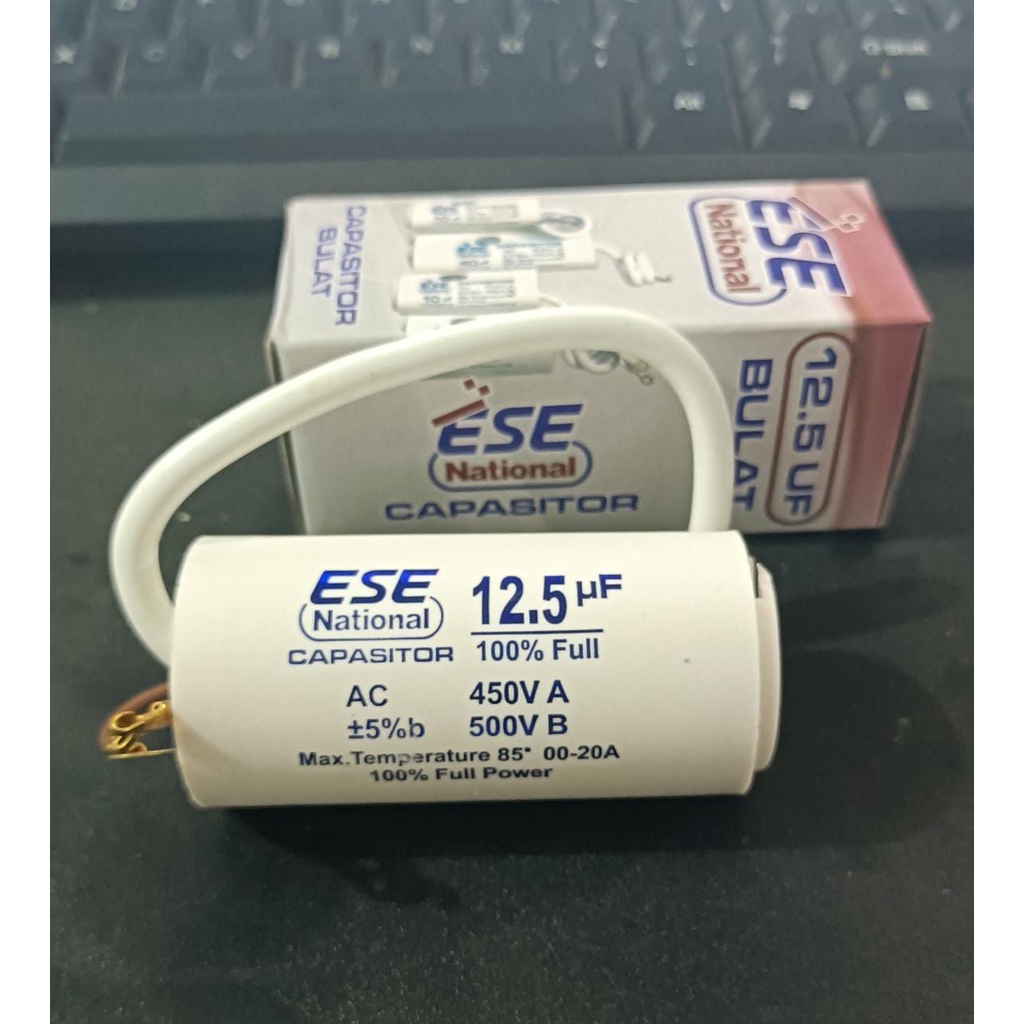 Alt
CAPASITOR
BULAT
ESE
National
12.5 UF
BULAT
ESE
National
CAPASITOR
ESE
National
CAPASITOR
12.5 µF
100% Full
AC 450V A
±5%b 500V B
Max.Temperature 85° 00-20A
100% Full Power